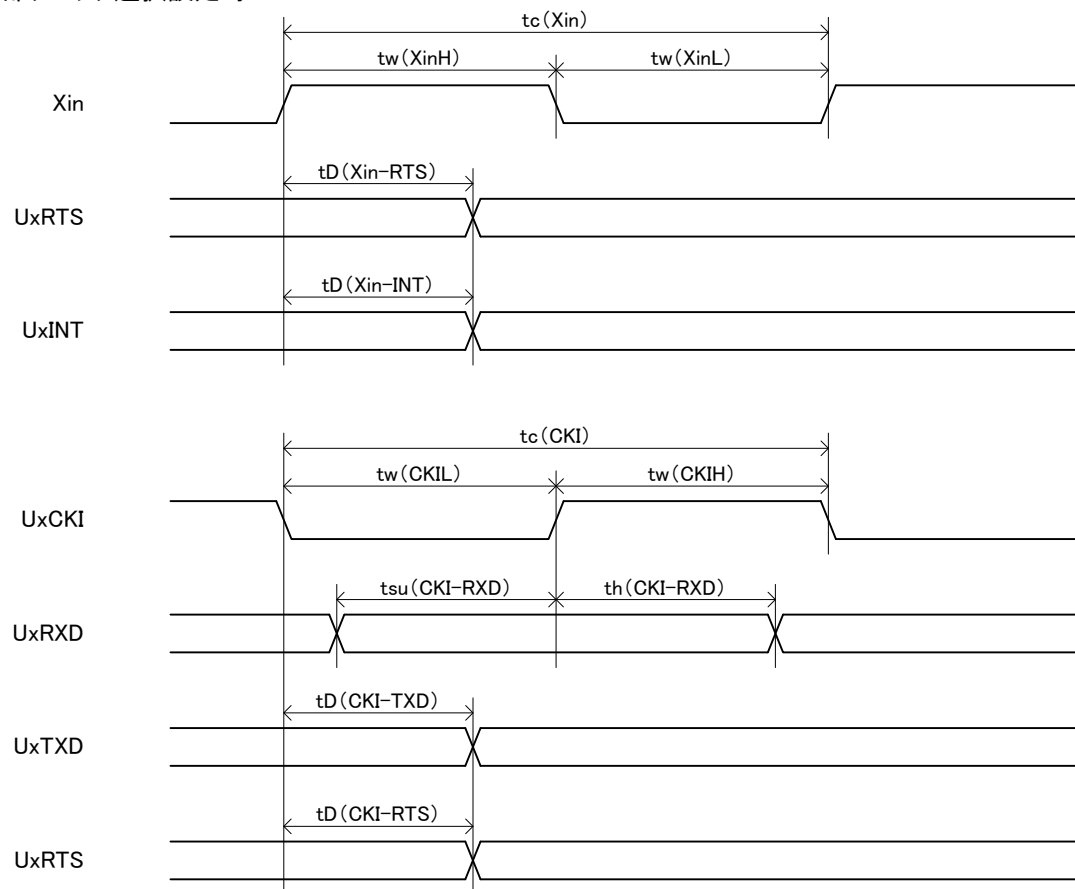 tc(Xin)
tw(XinH) tw(XinL)
Xin
tD(Xin-RTS)
UxRTS
tD(Xin-INT)
UxINT
tc(CKI)
tw(CKIL) tw(CKIH)
UxCKI
tsu(CKI-RXD) th(CKI-RXD)
UxRXD
tD(CKI-TXD)
UxTXD
tD(CKI-RTS)
UxRTS